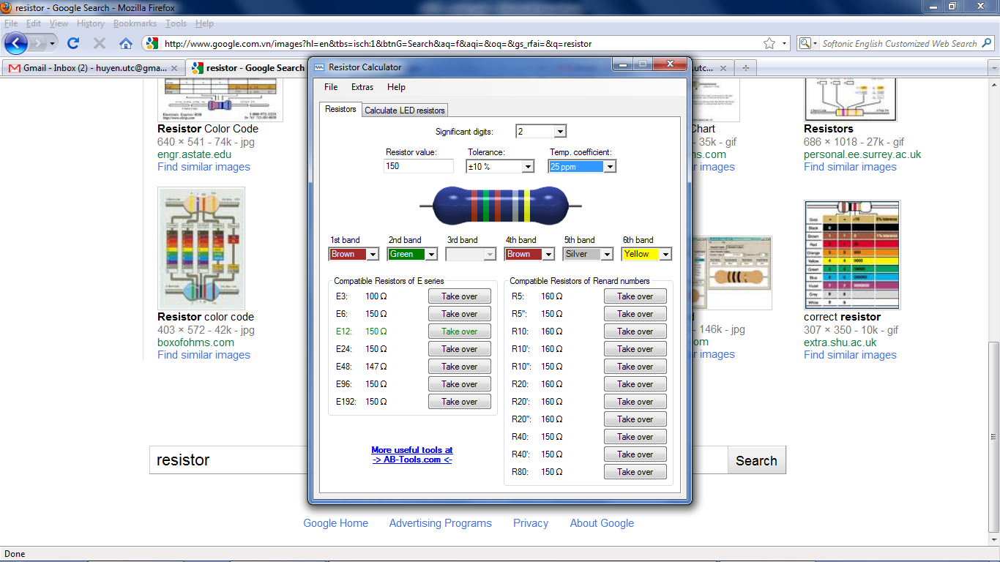 resistor - Google Search - Mozilla Firefox
File Edit View History Bookmarks Tools Help
http://www.google.com.vn/images?hl=en&tbs=isch:1&btnG=Search&aq=f&aqi=&oq=&gs_rfai=&q=resistor
Softonic English Customized Web Search
Gmail - Inbox (2) - huyen.utc@gma...
resistor - Google Search
.utc...
Resistor Color Code
640 × 541 - 74k - jpg
engr.astate.edu
Find similar images
Resistor color code
403 × 572 - 42k - jpg
boxofohms.com
Find similar images
Resistor Calculator
File Extras Help
Resistors Calculate LED resistors
Significant digits: 2
Resistor value: Tolerance: Temp. coefficient:
150 ±10 % 25 ppm
1st band 2nd band 3rd band 4th band 5th band 6th band
Brown Green Brown Silver Yellow
Compatible Resistors of E series
E3: 100 Ω Take over
E6: 150 Ω Take over
E12: 150 Ω Take over
E24: 150 Ω Take over
E48: 147 Ω Take over
E96: 150 Ω Take over
E192: 150 Ω Take over
More useful tools at
-> AB-Tools.com <-
Compatible Resistors of Renard numbers
R5: 160 Ω Take over
R5": 150 Ω Take over
R10: 160 Ω Take over
R10': 160 Ω Take over
R10": 150 Ω Take over
R20: 160 Ω Take over
R20': 160 Ω Take over
R20": 160 Ω Take over
R40: 150 Ω Take over
R40': 150 Ω Take over
R80: 150 Ω Take over
Chart
35k - gif
ms.com
r images
146k - jpg
om
r images
Resistors
686 × 1018 - 27k - gif
personal.ee.surrey.ac.uk
Find similar images
correct resistor
307 × 350 - 10k - gif
extra.shu.ac.uk
Find similar images
resistor
Search
Google Home Advertising Programs Privacy About Google
Done